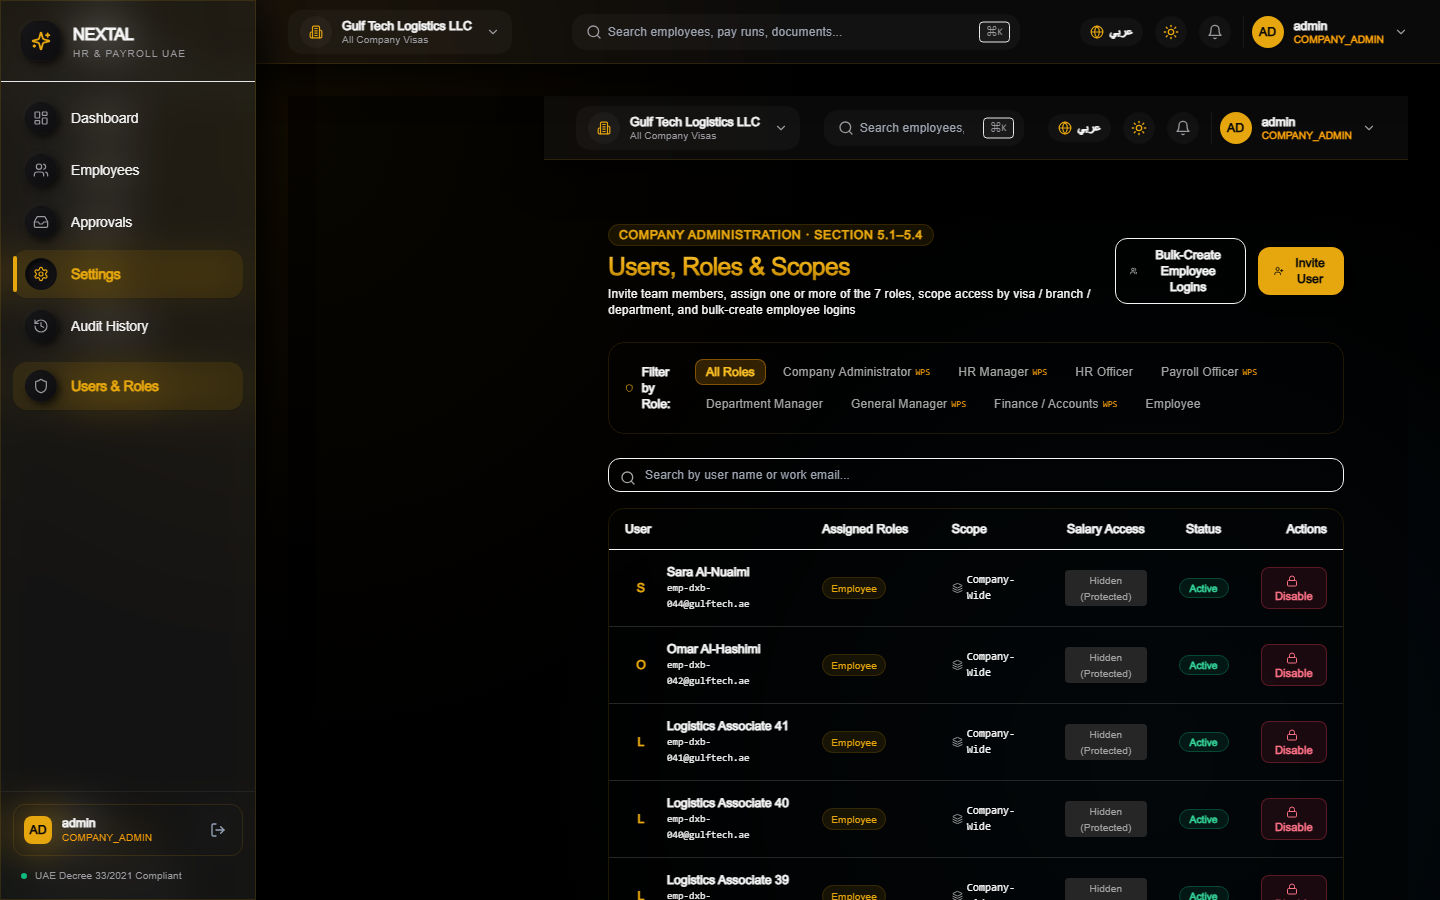 NEXTAL
HR & PAYROLL UAE
Dashboard
Employees
Approvals
Settings
Audit History
Users & Roles
AD
admin
COMPANY_ADMIN
UAE Decree 33/2021 Compliant
Gulf Tech Logistics LLC
All Company Visas
Search employees, pay runs, documents...
⌘K
عربي
AD
admin
COMPANY_ADMIN
Gulf Tech Logistics LLC
All Company Visas
Search employees,
⌘K
عربي
AD
admin
COMPANY_ADMIN
COMPANY ADMINISTRATION · SECTION 5.1–5.4
Users, Roles & Scopes
Invite team members, assign one or more of the 7 roles, scope access by visa / branch /
department, and bulk-create employee logins
Bulk-Create
Employee
Logins
Invite
User
Filter
by
Role:
All Roles
Company Administrator WPS
HR Manager WPS
HR Officer
Payroll Officer WPS
Department Manager
General Manager WPS
Finance / Accounts WPS
Employee
Search by user name or work email...
User Assigned Roles Scope Salary Access Status Actions
S
Sara Al-Nuaimi
emp-dxb-
044@gulftech.ae
Employee
Company-
Wide
Hidden
(Protected)
Active
Disable
O
Omar Al-Hashimi
emp-dxb-
042@gulftech.ae
Employee
Company-
Wide
Hidden
(Protected)
Active
Disable
L
Logistics Associate 41
emp-dxb-
041@gulftech.ae
Employee
Company-
Wide
Hidden
(Protected)
Active
Disable
L
Logistics Associate 40
emp-dxb-
040@gulftech.ae
Employee
Company-
Wide
Hidden
(Protected)
Active
Disable
L
Logistics Associate 39
emp-dxb-
Employee
Company-
Hidden
Active